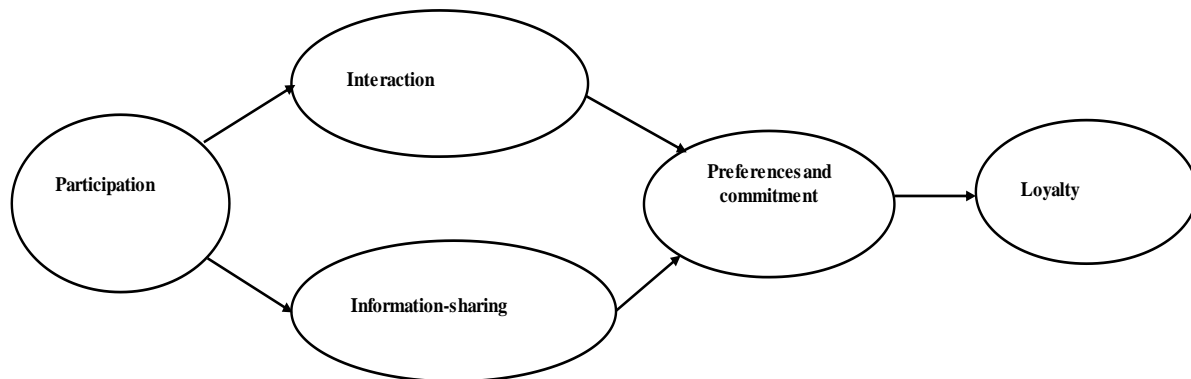 Interaction
Participation
Preferences and
commitment
Loyalty
Information-sharing